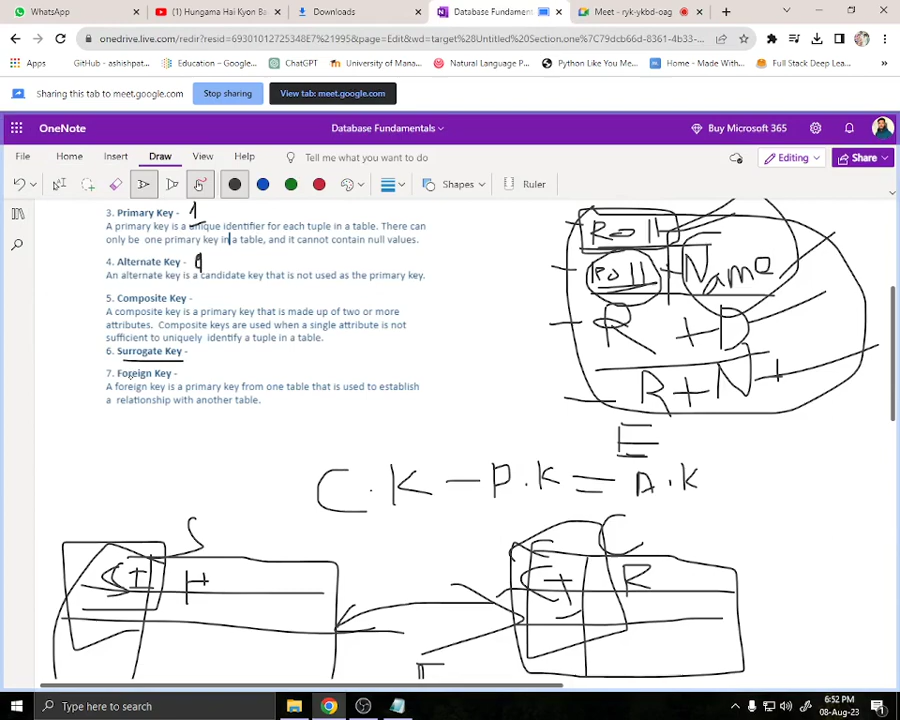 WhatsApp
(1) Hungama Hai Kyon Ba
Downloads
Database Fundament
Meet - ryk-ykbd-oag
onedrive.live.com/redir?resid=69301012725348E7%21995&page=Edit&wd=target%28Untitled%20Section.one%7C79dcb66d-8361-4b33-...
Apps
GitHub - ashishpat...
Education – Google...
ChatGPT
University of Mana...
Natural Language P...
Python Like You Me...
Home - Made With...
Full Stack Deep Lea...
Sharing this tab to meet.google.com
Stop sharing
View tab: meet.google.com
OneNote
Database Fundamentals
Buy Microsoft 365
File
Home
Insert
Draw
View
Help
Tell me what you want to do
Editing
Share
Shapes
Ruler
3. Primary Key - 1
A primary key is a unique identifier for each tuple in a table. There can
only be one primary key in a table, and it cannot contain null values.
4. Alternate Key -
An alternate key is a candidate key that is not used as the primary key.
5. Composite Key -
A composite key is a primary key that is made up of two or more
attributes. Composite keys are used when a single attribute is not
sufficient to uniquely identify a tuple in a table.
6. Surrogate Key -
7. Foreign Key -
A foreign key is a primary key from one table that is used to establish
a relationship with another table.
Roll
Roll + Name
R + D
R + N +
E
C.K - P.K = A.K
S
C
H
R
Type here to search
6:52 PM
08-Aug-23
1